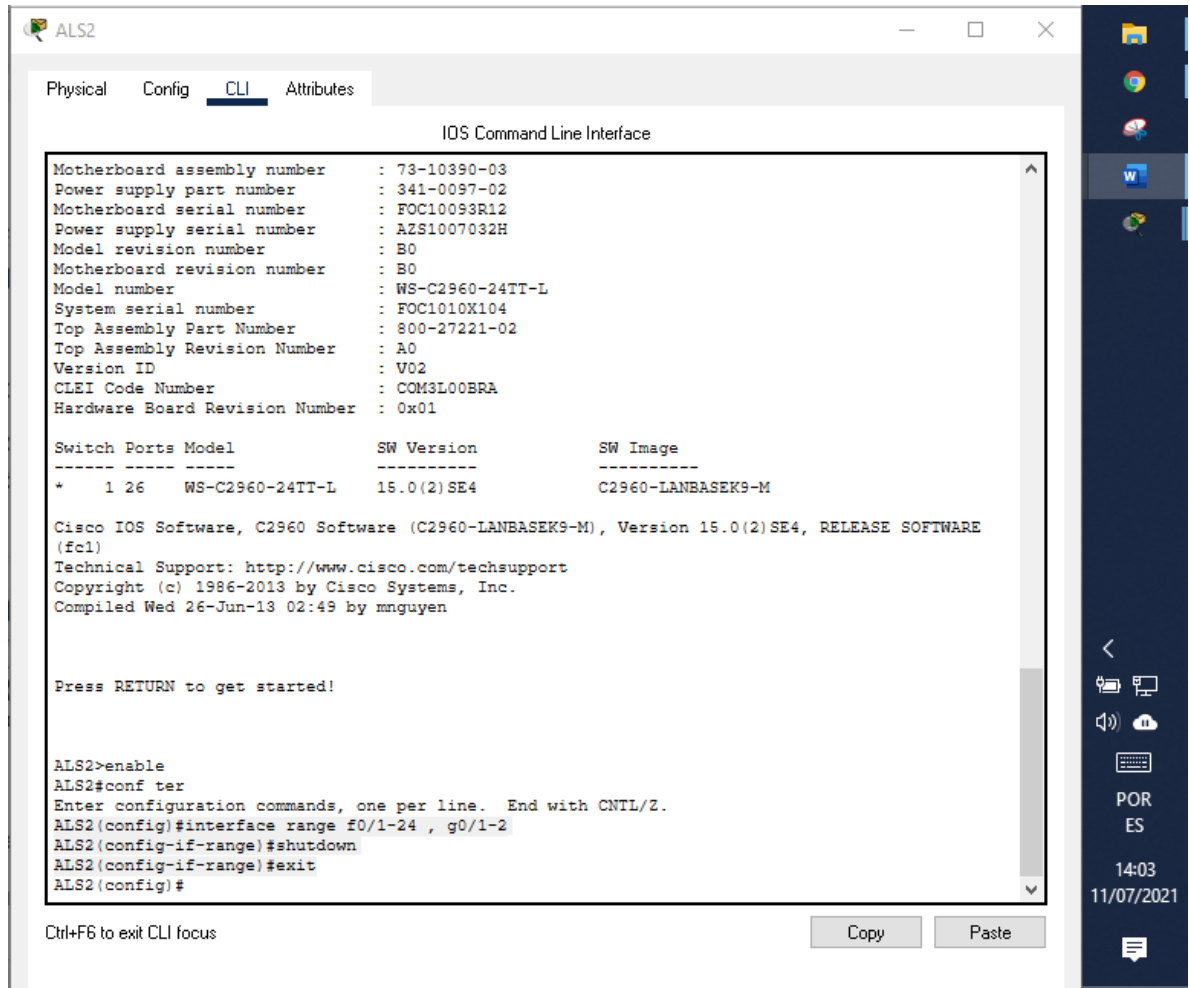 ALS2
Physical Config CLI Attributes
IOS Command Line Interface
Motherboard assembly number : 73-10390-03
Power supply part number : 341-0097-02
Motherboard serial number : FOC10093R12
Power supply serial number : AZS1007032H
Model revision number : B0
Motherboard revision number : B0
Model number : WS-C2960-24TT-L
System serial number : FOC1010X104
Top Assembly Part Number : 800-27221-02
Top Assembly Revision Number : A0
Version ID : V02
CLEI Code Number : COM3L00BRA
Hardware Board Revision Number : 0x01
Switch Ports Model SW Version SW Image
------ ----- ----- ---------- ----------
* 1 26 WS-C2960-24TT-L 15.0(2)SE4 C2960-LANBASEK9-M
Cisco IOS Software, C2960 Software (C2960-LANBASEK9-M), Version 15.0(2)SE4, RELEASE SOFTWARE
(fc1)
Technical Support: http://www.cisco.com/techsupport
Copyright (c) 1986-2013 by Cisco Systems, Inc.
Compiled Wed 26-Jun-13 02:49 by mnguyen
Press RETURN to get started!
ALS2>enable
ALS2#conf ter
Enter configuration commands, one per line. End with CNTL/Z.
ALS2(config)#interface range f0/1-24 , g0/1-2
ALS2(config-if-range)#shutdown
ALS2(config-if-range)#exit
ALS2(config)#
Ctrl+F6 to exit CLI focus
Copy Paste
W
POR
ES
14:03
11/07/2021